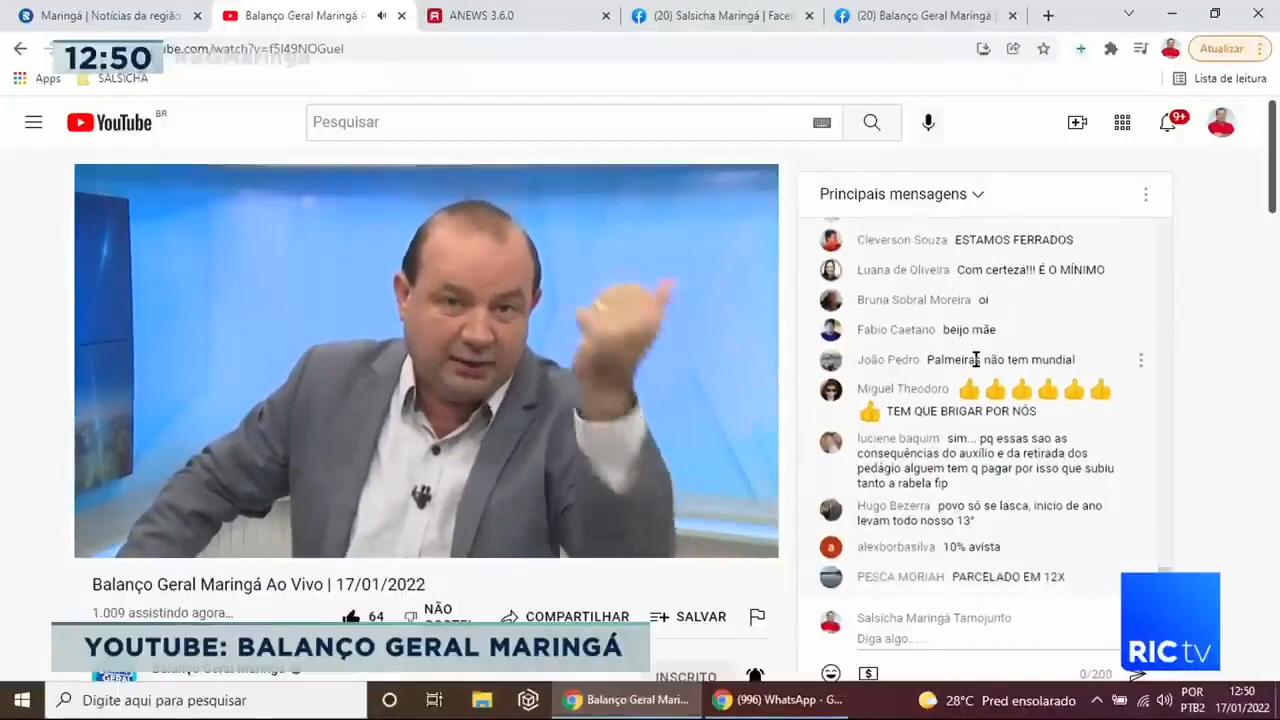 Maringá | Notícias da região
Balanço Geral Maringá A
ANEWS 3.6.0
(20) Salsicha Maringá | Faceb
(20) Balanço Geral Maringá |
12:50
ube.com/watch?v=f5I49NOGueI
Atualizar
Apps
SALSICHA
Lista de leitura
YouTube BR
Pesquisar
9+
Principais mensagens
Cleverson Souza ESTAMOS FERRADOS
Luana de Oliveira Com certeza!!! É O MÍNIMO
Bruna Sobral Moreira oi
Fabio Caetano beijo mãe
João Pedro Palmeiras não tem mundial
Miguel Theodoro 👍👍👍👍👍👍
👍 TEM QUE BRIGAR POR NÓS
luciene baquim sim... pq essas sao as
consequências do auxílio e da retirada dos
pedágio alguem tem q pagar por isso que subiu
tanto a rabela fip
Hugo Bezerra povo só se lasca, inicio de ano
levam todo nosso 13°
alexborbasilva 10% avista
PESCA MORIAH PARCELADO EM 12X
Salsicha Maringá Tamojunto
Diga algo...
0/200
Balanço Geral Maringá Ao Vivo | 17/01/2022
1.009 assistindo agora...
64
NÃO
COMPARTILHAR
SALVAR
YOUTUBE: BALANÇO GERAL MARINGÁ
Balanço Geral Maringá
INSCRITO
RIC tv
Digite aqui para pesquisar
Balanço Geral Mari...
(996) WhatsApp - G...
28°C Pred ensolarado
POR
PTB2
12:50
17/01/2022